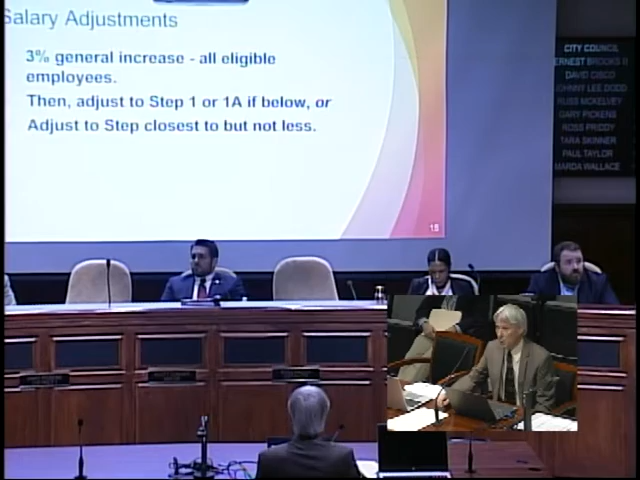 Salary Adjustments
3% general increase - all eligible
employees.
Then, adjust to Step 1 or 1A if below, or
Adjust to Step closest to but not less.
15
CITY COUNCIL
ERNEST BROOKS II
DAVID CISCO
JOHNNY LEE DODD
RUSS MCKELVEY
GARY PICKENS
ROSS PRIDDY
TARA SKINNER
PAUL TAYLOR
MARDA WALLACE